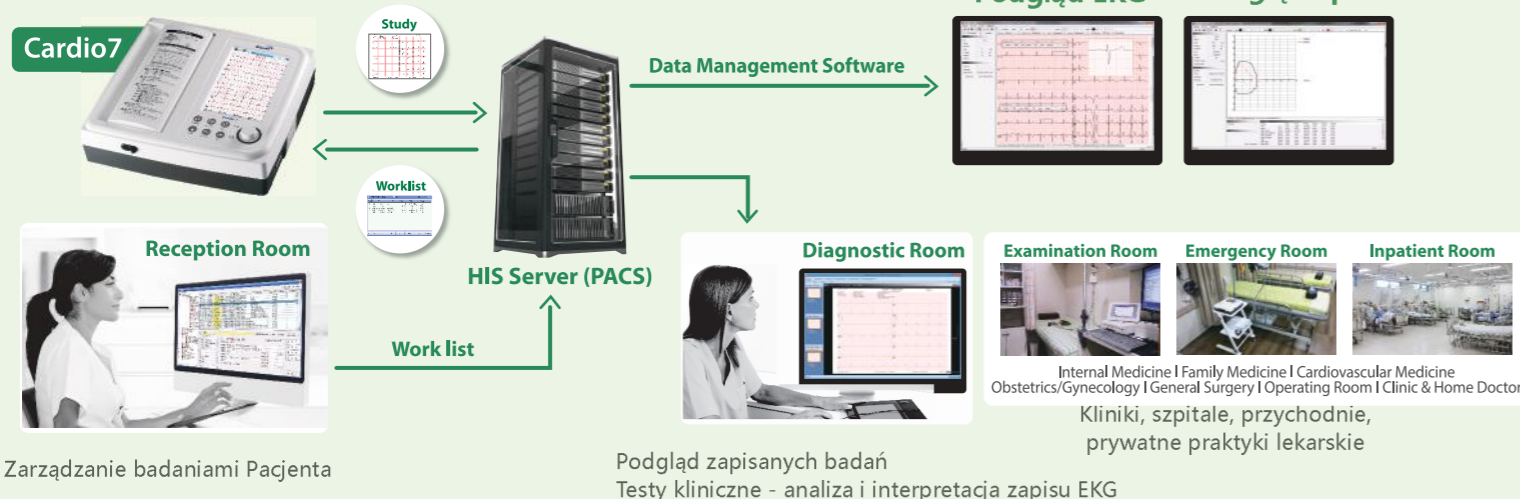 Podgląd EKG
Cardio7
Study
Data Management Software
Worklist
Reception Room
HIS Server (PACS)
Work list
Diagnostic Room
Examination Room
Emergency Room
Inpatient Room
Internal Medicine I Family Medicine I Cardiovascular Medicine
Obstetrics/Gynecology I General Surgery I Operating Room I Clinic & Home Doctor
Kliniki, szpitale, przychodnie,
prywatne praktyki lekarskie
Zarządzanie badaniami Pacjenta
Podgląd zapisanych badań
Testy kliniczne - analiza i interpretacja zapisu EKG